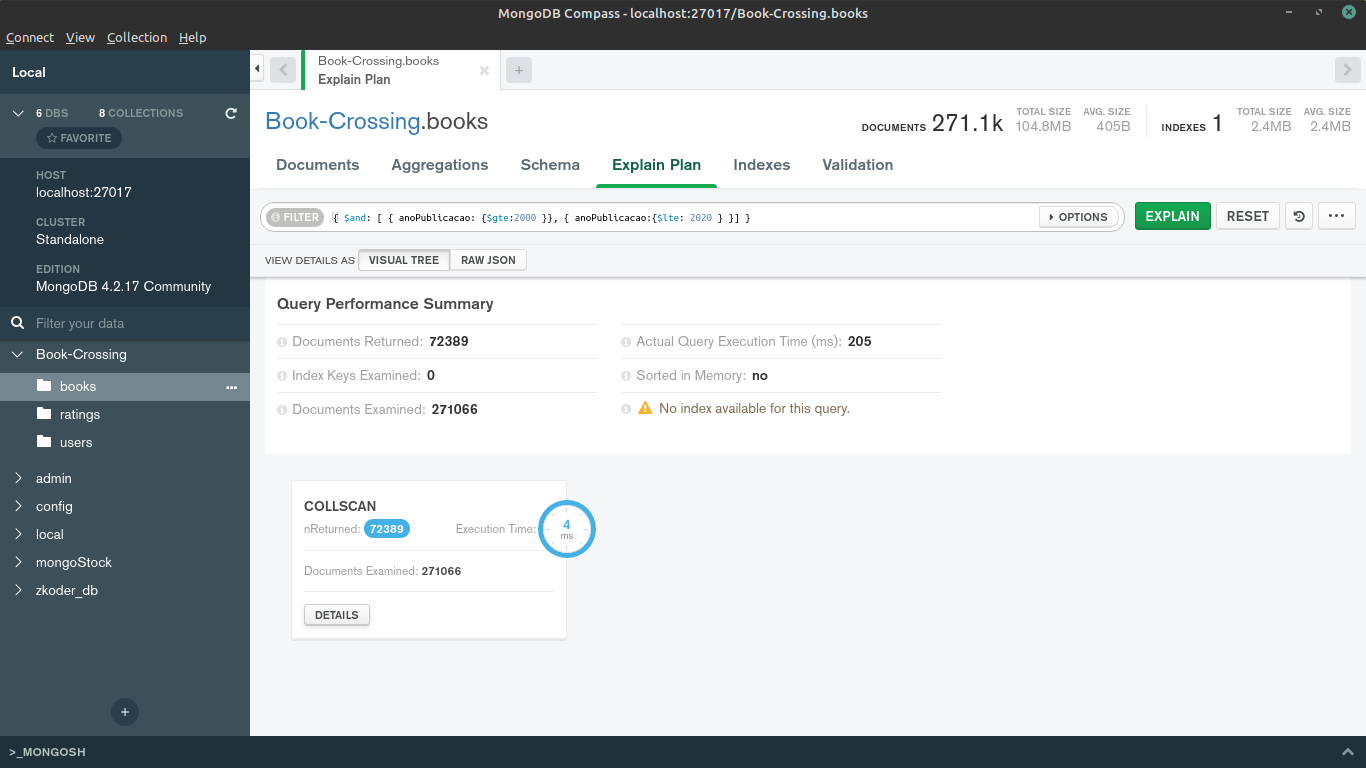 MongoDB Compass - localhost:27017/Book-Crossing.books
Connect View Collection Help
Local
6 DBS 8 COLLECTIONS
FAVORITE
HOST
localhost:27017
CLUSTER
Standalone
EDITION
MongoDB 4.2.17 Community
Filter your data
Book-Crossing
books
ratings
users
admin
config
local
mongoStock
zkoder_db
>_MONGOSH
Book-Crossing.books
Explain Plan
Book-Crossing.books
DOCUMENTS 271.1k TOTAL SIZE 104.8MB AVG. SIZE 405B INDEXES 1 TOTAL SIZE 2.4MB AVG. SIZE 2.4MB
Documents Aggregations Schema Explain Plan Indexes Validation
FILTER { $and: [ { anoPublicacao: {$gte:2000 }}, { anoPublicacao:{$lte: 2020 } }] } OPTIONS EXPLAIN RESET
VIEW DETAILS AS VISUAL TREE RAW JSON
Query Performance Summary
Documents Returned: 72389 Actual Query Execution Time (ms): 205
Index Keys Examined: 0 Sorted in Memory: no
Documents Examined: 271066 No index available for this query.
COLLSCAN
nReturned: 72389 Execution Time: 4 ms
Documents Examined: 271066
DETAILS